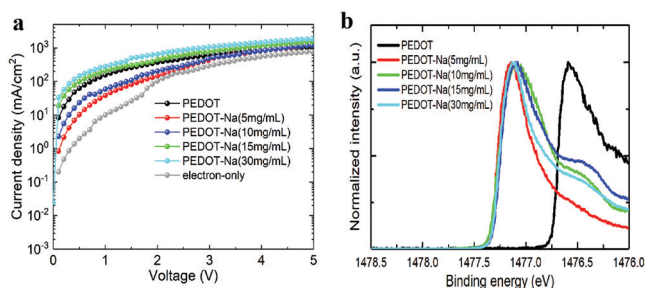 a
Current density (mA/cm²)
10³
10²
10¹
10⁰
10⁻¹
10⁻²
10⁻³
PEDOT
PEDOT-Na(5mg/mL)
PEDOT-Na(10mg/mL)
PEDOT-Na(15mg/mL)
PEDOT-Na(30mg/mL)
electron-only
0 1 2 3 4 5
Voltage (V)
b
Normalized intensity (a.u.)
PEDOT
PEDOT-Na(5mg/mL)
PEDOT-Na(10mg/mL)
PEDOT-Na(15mg/mL)
PEDOT-Na(30mg/mL)
1478.5 1478.0 1477.5 1477.0 1476.5 1476.0
Binding energy (eV)